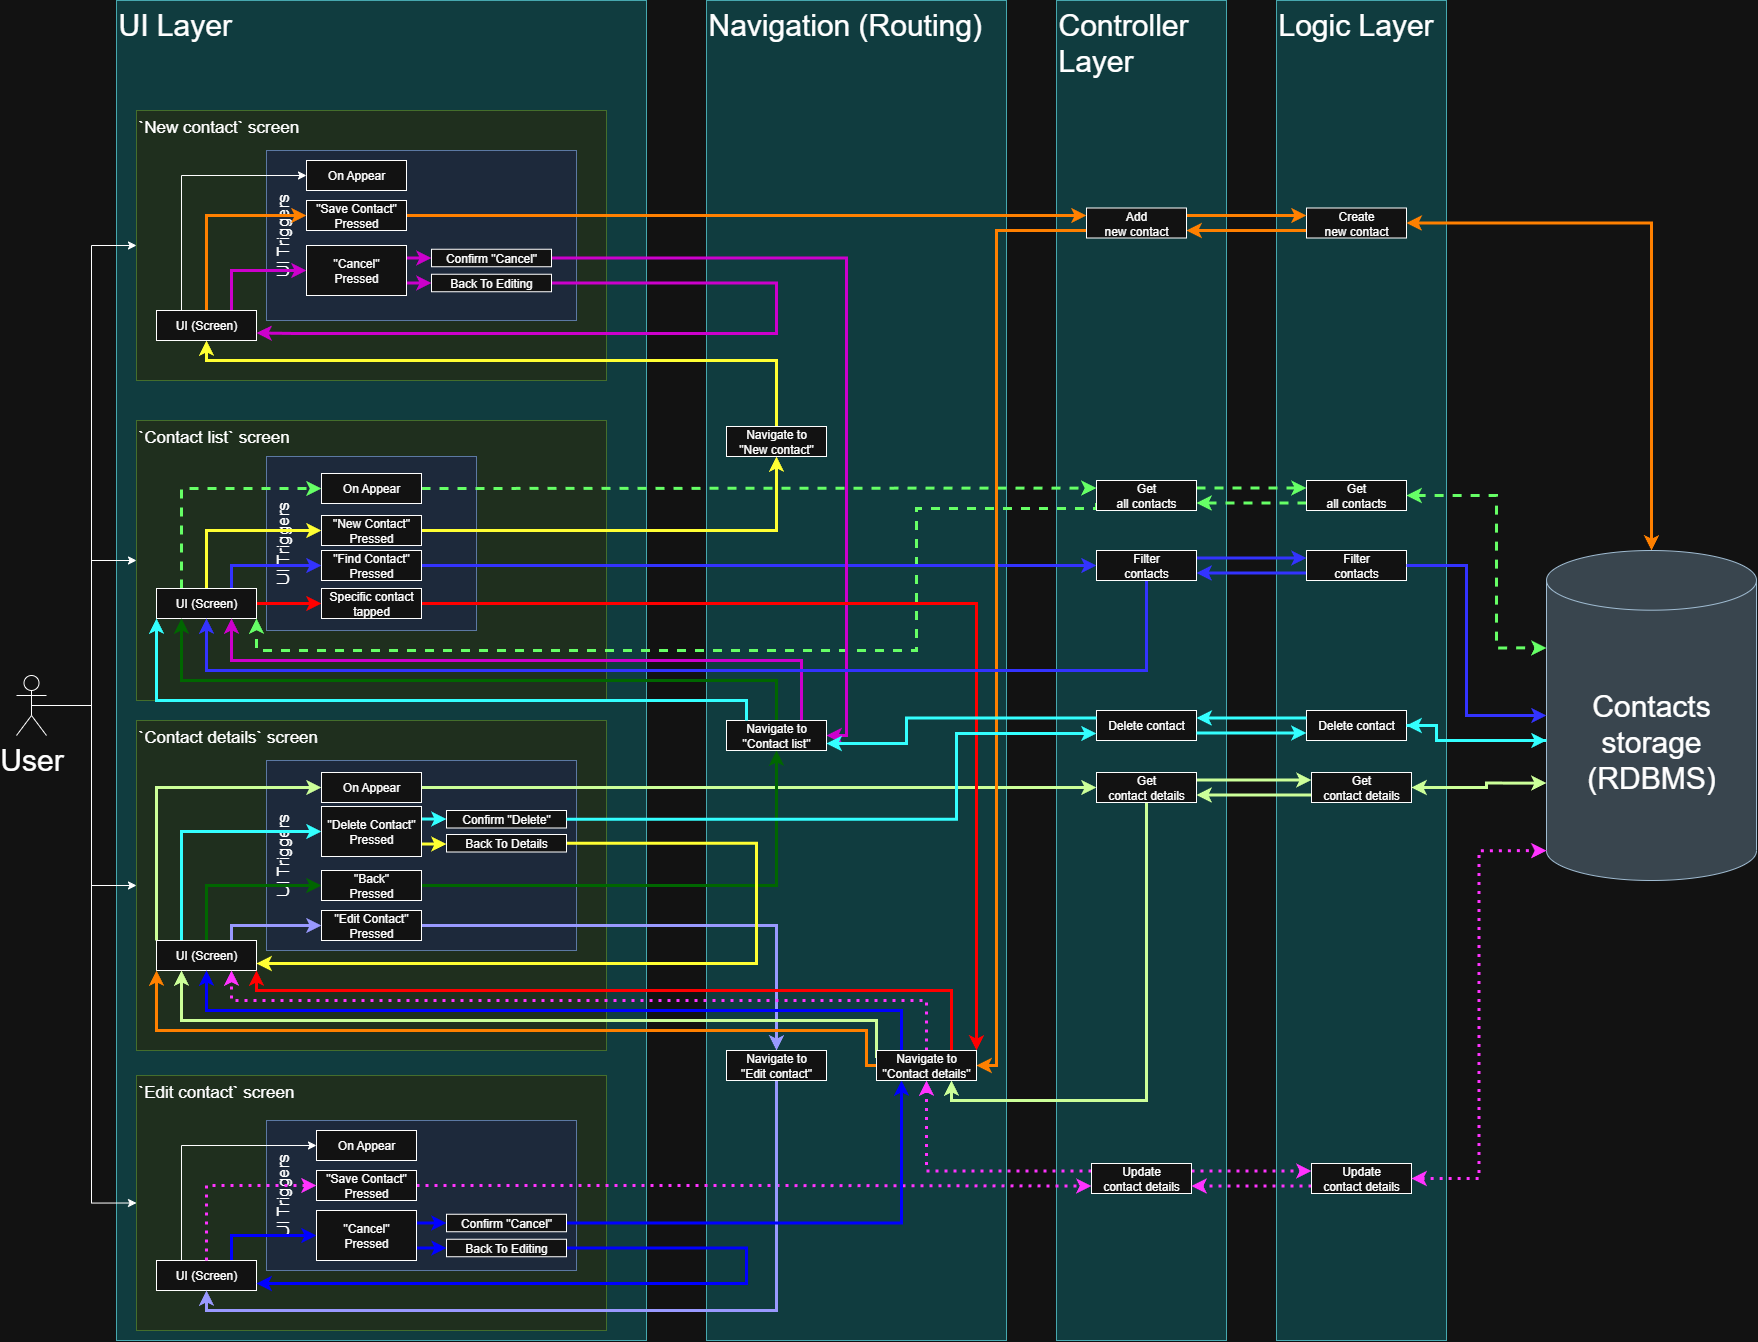 UI Layer
Navigation (Routing)
Controller
Layer
Logic Layer
`New contact` screen
UI Triggers
On Appear
"Save Contact"
Pressed
"Cancel"
Pressed
Confirm "Cancel"
Back To Editing
UI (Screen)
Add
new contact
Create
new contact
`Contact list` screen
UI Triggers
On Appear
"New Contact"
Pressed
"Find Contact"
Pressed
Specific contact
tapped
UI (Screen)
Navigate to
"New contact"
Get
all contacts
Get
all contacts
Filter
contacts
Filter
contacts
User
Navigate to
"Contact list"
Delete contact
Delete contact
Contacts
storage
(RDBMS)
`Contact details` screen
UI Triggers
On Appear
"Delete Contact"
Pressed
Confirm "Delete"
Back To Details
"Back"
Pressed
"Edit Contact"
Pressed
UI (Screen)
Get
contact details
Get
contact details
Navigate to
"Edit contact"
Navigate to
"Contact details"
`Edit contact` screen
UI Triggers
On Appear
"Save Contact"
Pressed
"Cancel"
Pressed
Confirm "Cancel"
Back To Editing
UI (Screen)
Update
contact details
Update
contact details